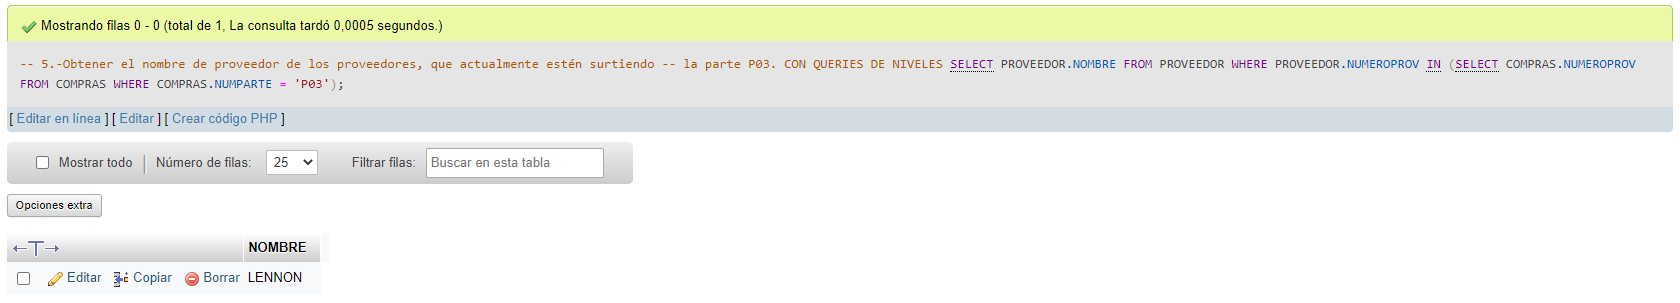 Mostrando filas 0 - 0 (total de 1, La consulta tardó 0,0005 segundos.)
-- 5.-Obtener el nombre de proveedor de los proveedores, que actualmente estén surtiendo -- la parte P03. CON QUERIES DE NIVELES SELECT PROVEEDOR.NOMBRE FROM PROVEEDOR WHERE PROVEEDOR.NUMEROPROV IN (SELECT COMPRAS.NUMEROPROV
FROM COMPRAS WHERE COMPRAS.NUMPARTE = 'P03');
[ Editar en línea ] [ Editar ] [ Crear código PHP ]
Mostrar todo Número de filas: 25 Filtrar filas: Buscar en esta tabla
Opciones extra
←T→ NOMBRE
Editar Copiar Borrar LENNON